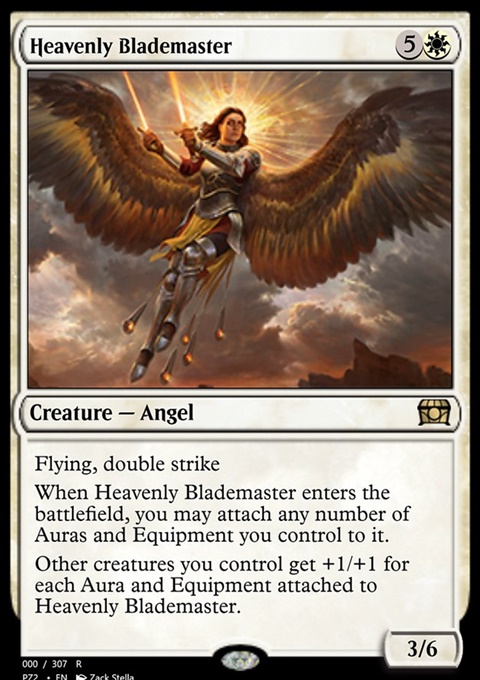 Heavenly Blademaster 5
Creature — Angel
Flying, double strike
When Heavenly Blademaster enters the
battlefield, you may attach any number of
Auras and Equipment you control to it.
Other creatures you control get +1/+1 for
each Aura and Equipment attached to
Heavenly Blademaster.
3/6
000 / 307 R
PZ2 • EN Zack Stella